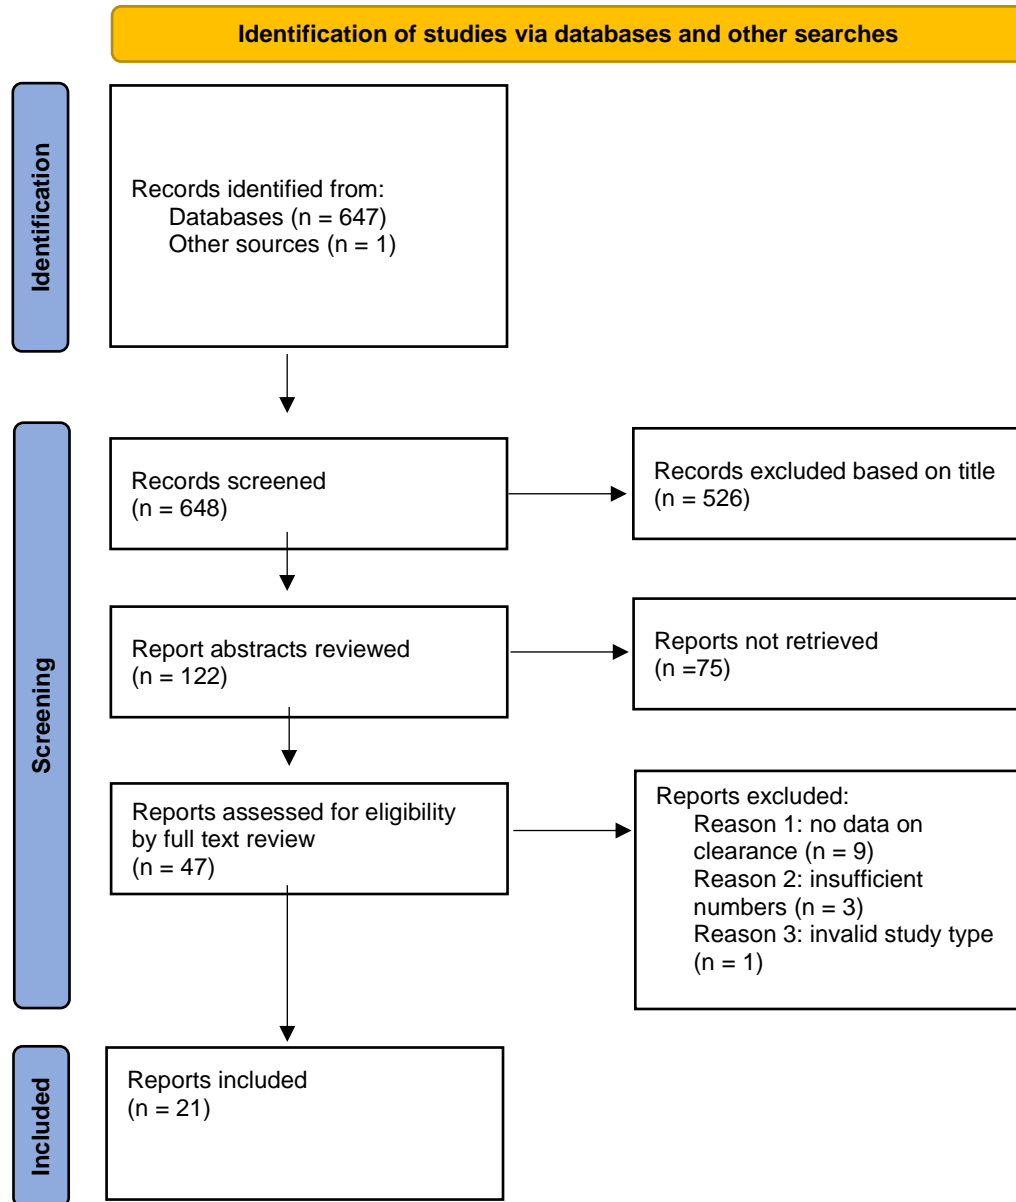 Identification of studies via databases and other searches
Identification
Records identified from:
Databases (n = 647)
Other sources (n = 1)
Screening
Records screened
(n = 648)
Records excluded based on title
(n = 526)
Report abstracts reviewed
(n = 122)
Reports not retrieved
(n =75)
Reports assessed for eligibility
by full text review
(n = 47)
Reports excluded:
Reason 1: no data on
clearance (n = 9)
Reason 2: insufficient
numbers (n = 3)
Reason 3: invalid study type
(n = 1)
Included
Reports included
(n = 21)